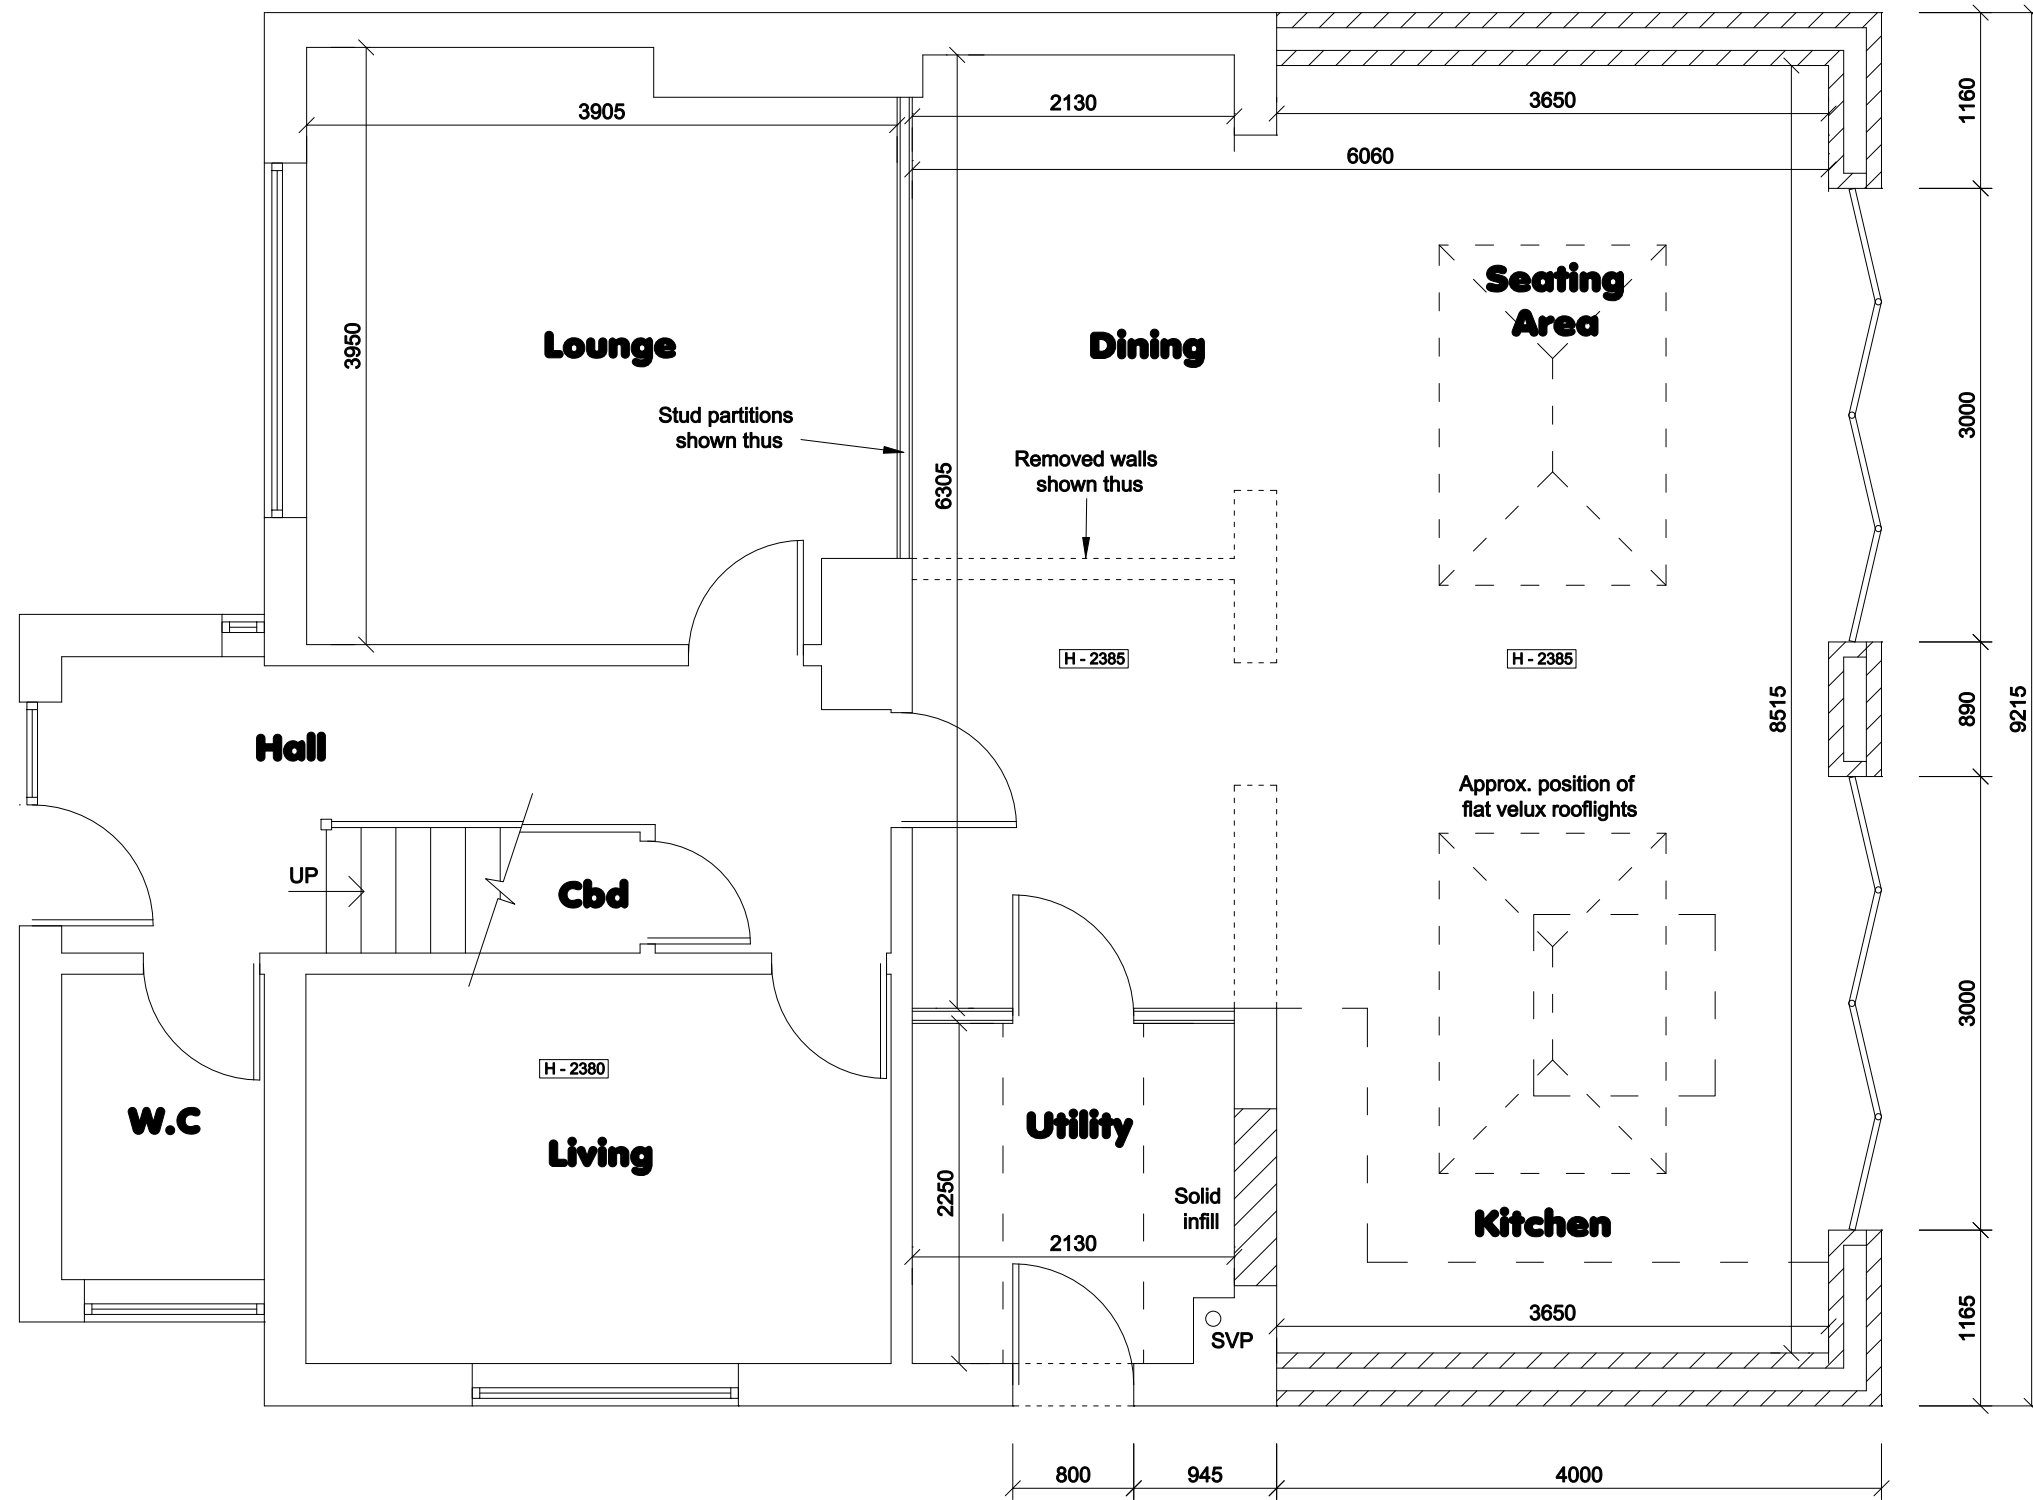 3905
2130
3650
1160
6060
Seating
Area
Lounge
Dining
3950
3000
Stud partitions
shown thus
Removed walls
shown thus
6305
H - 2385
H - 2385
8515
890
9215
Hall
Approx. position of
flat velux rooflights
UP
Cbd
3000
H - 2380
W.C
Living
Utility
2250
Solid
infill
Kitchen
2130
3650
1165
SVP
800
945
4000